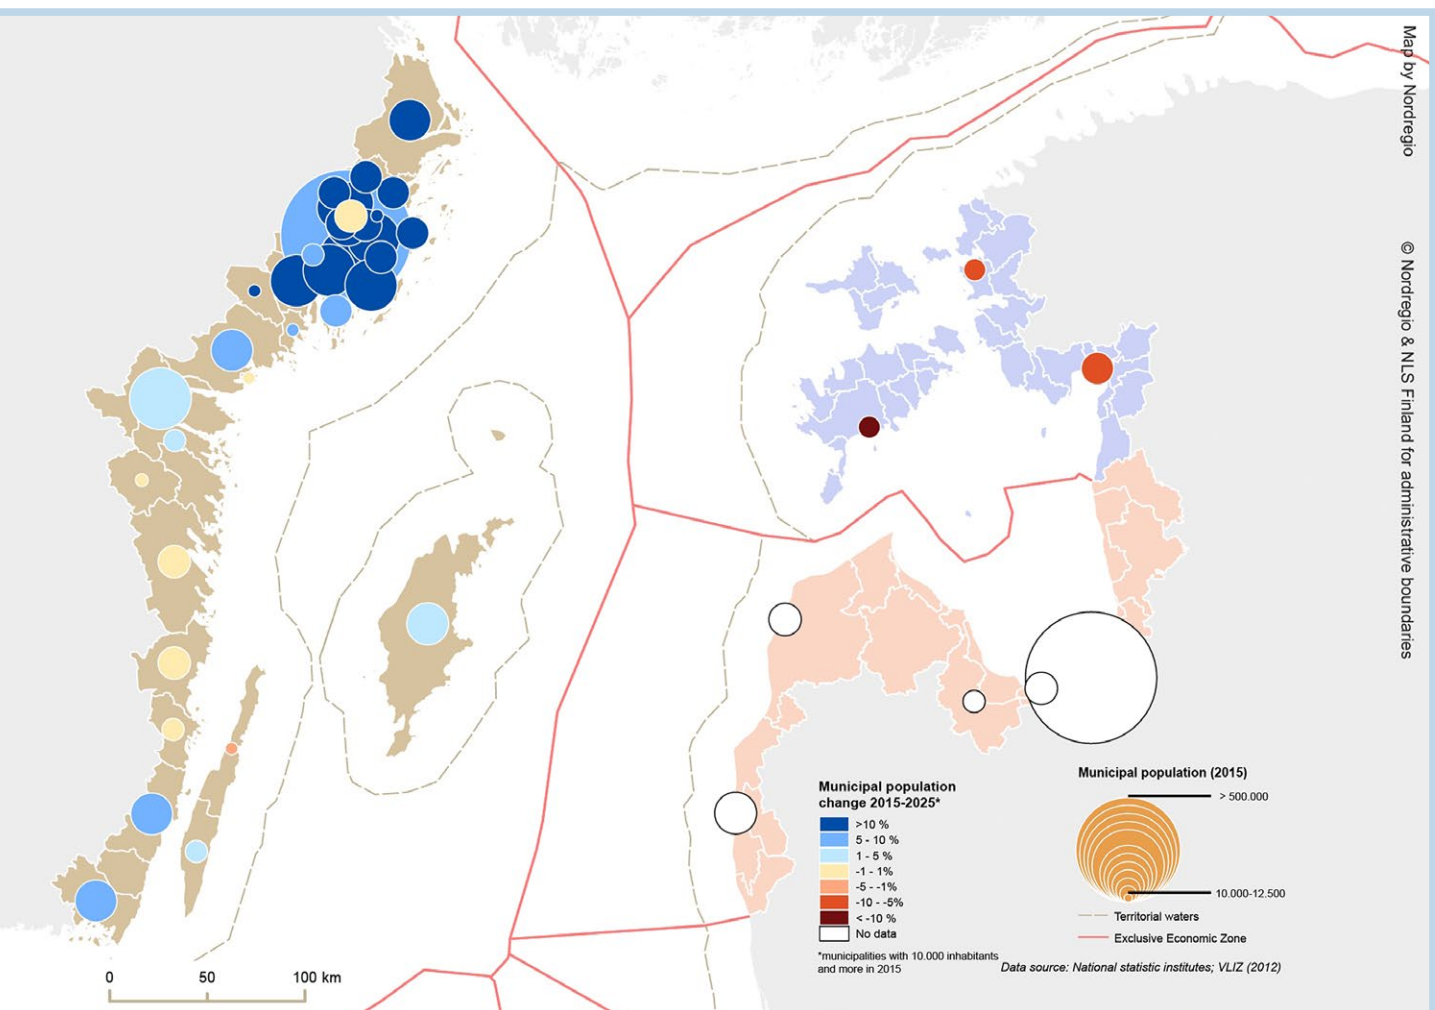 Map by Nordregio
© Nordregio & NLS Finland for administrative boundaries
Municipal population
change 2015-2025*
>10 %
5 - 10 %
1 - 5 %
-1 - 1%
-5 - -1%
-10 - -5%
< -10 %
No data
*municipalities with 10.000 inhabitants
and more in 2015
Municipal population (2015)
> 500.000
10.000-12.500
Territorial waters
Exclusive Economic Zone
Data source: National statistic institutes; VLIZ (2012)
0 50 100 km